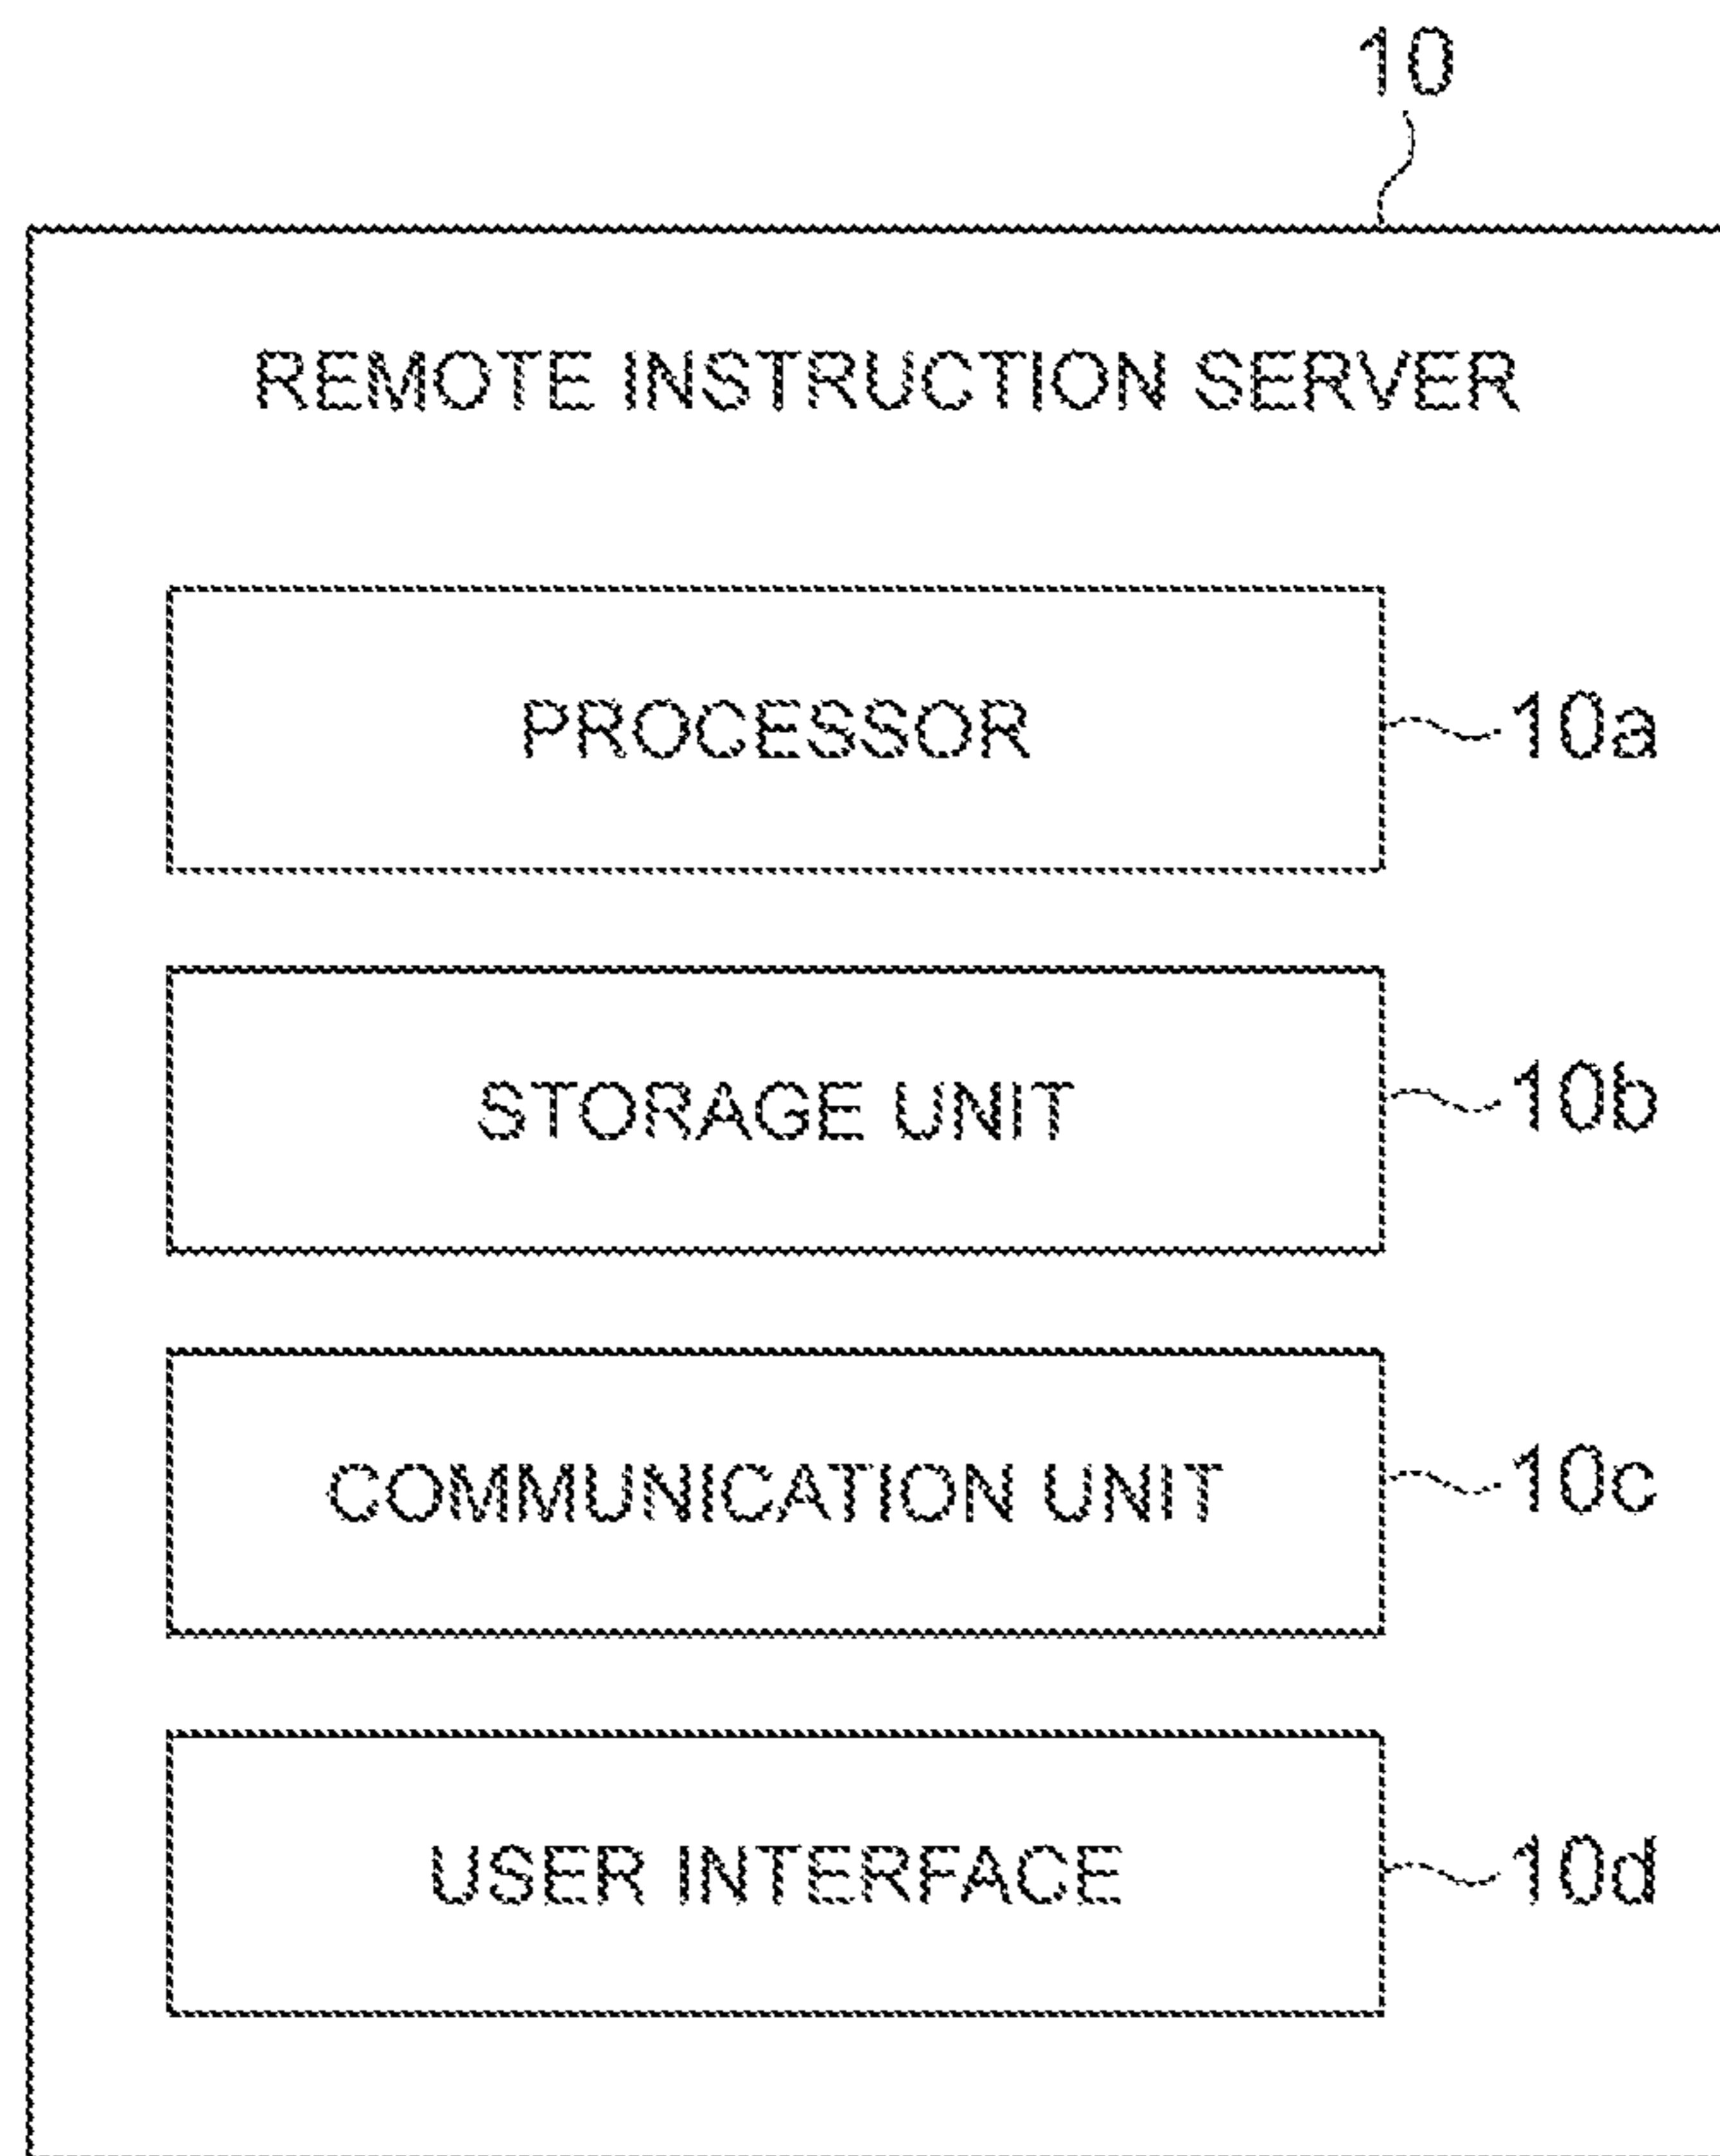 10
REMOTE INSTRUCTION SERVER
PROCESSOR 10a
STORAGE UNIT 10b
COMMUNICATION UNIT 10c
USER INTERFACE 10d